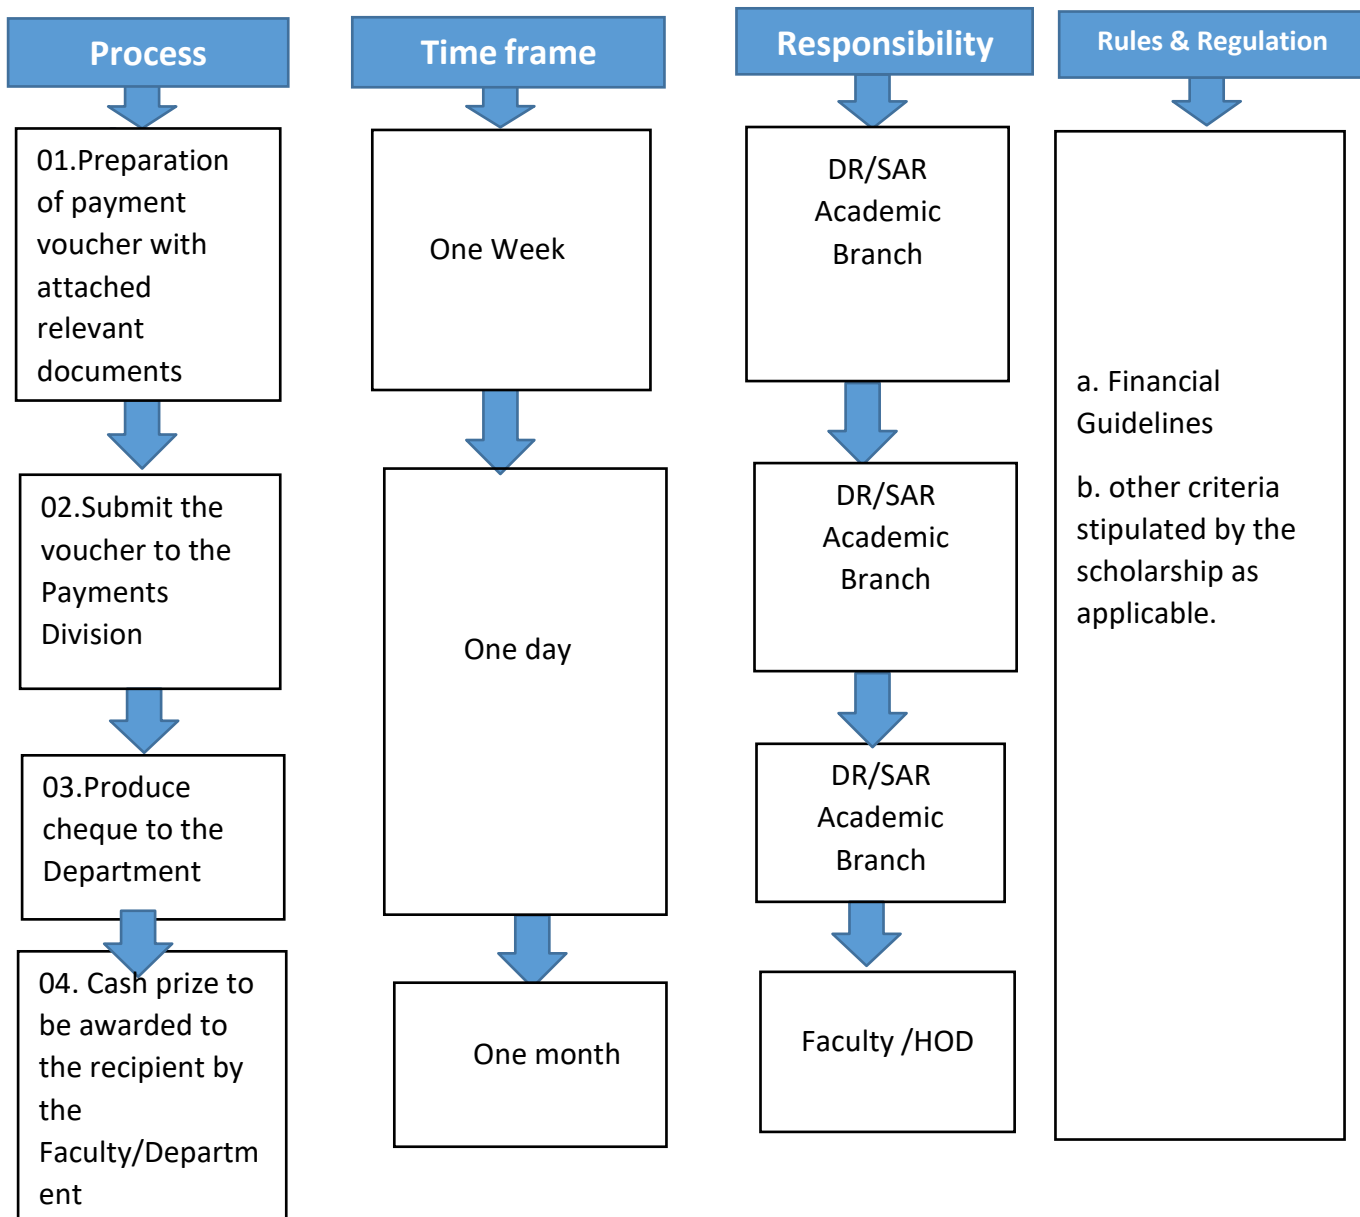 Process
Time frame
Responsibility
Rules & Regulation
01.Preparation
of payment
voucher with
attached
relevant
documents
One Week
DR/SAR
Academic
Branch
a. Financial
Guidelines
b. other criteria
stipulated by the
scholarship as
applicable.
02.Submit the
voucher to the
Payments
Division
One day
DR/SAR
Academic
Branch
03.Produce
cheque to the
Department
DR/SAR
Academic
Branch
04. Cash prize to
be awarded to
the recipient by
the
Faculty/Departm
ent
One month
Faculty /HOD